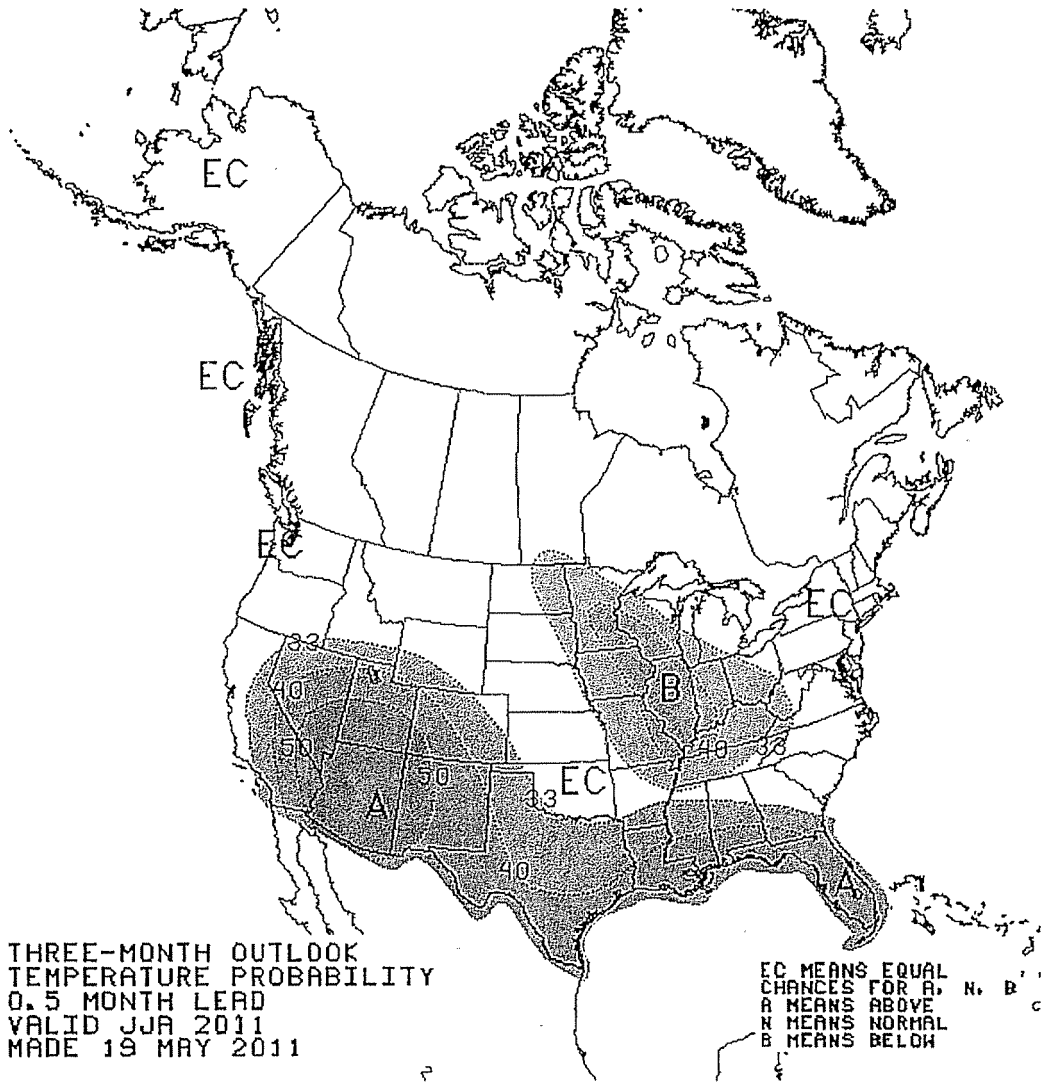 EC
EC
EC
EC
33
B
40
50
40
33
50
EC
A
33
40
A
THREE-MONTH OUTLOOK
TEMPERATURE PROBABILITY
0.5 MONTH LEAD
VALID JJA 2011
MADE 19 MAY 2011
EC MEANS EQUAL
CHANCES FOR A, N, B
A MEANS ABOVE
N MEANS NORMAL
B MEANS BELOW